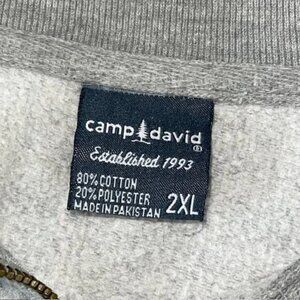 camp david
Established 1993
80% COTTON
20% POLYESTER
MADE IN PAKISTAN 2XL